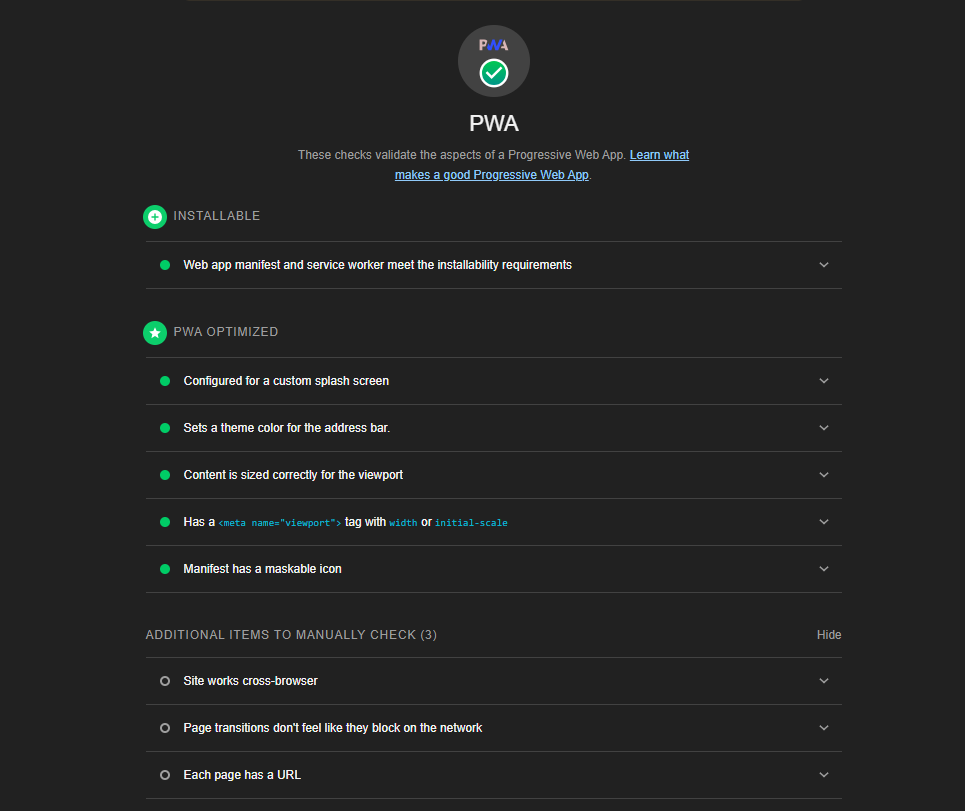 PWA
PWA
These checks validate the aspects of a Progressive Web App. Learn what
makes a good Progressive Web App.
INSTALLABLE
Web app manifest and service worker meet the installability requirements
PWA OPTIMIZED
Configured for a custom splash screen
Sets a theme color for the address bar.
Content is sized correctly for the viewport
Has a <meta name="viewport"> tag with width or initial-scale
Manifest has a maskable icon
ADDITIONAL ITEMS TO MANUALLY CHECK (3) Hide
Site works cross-browser
Page transitions don't feel like they block on the network
Each page has a URL